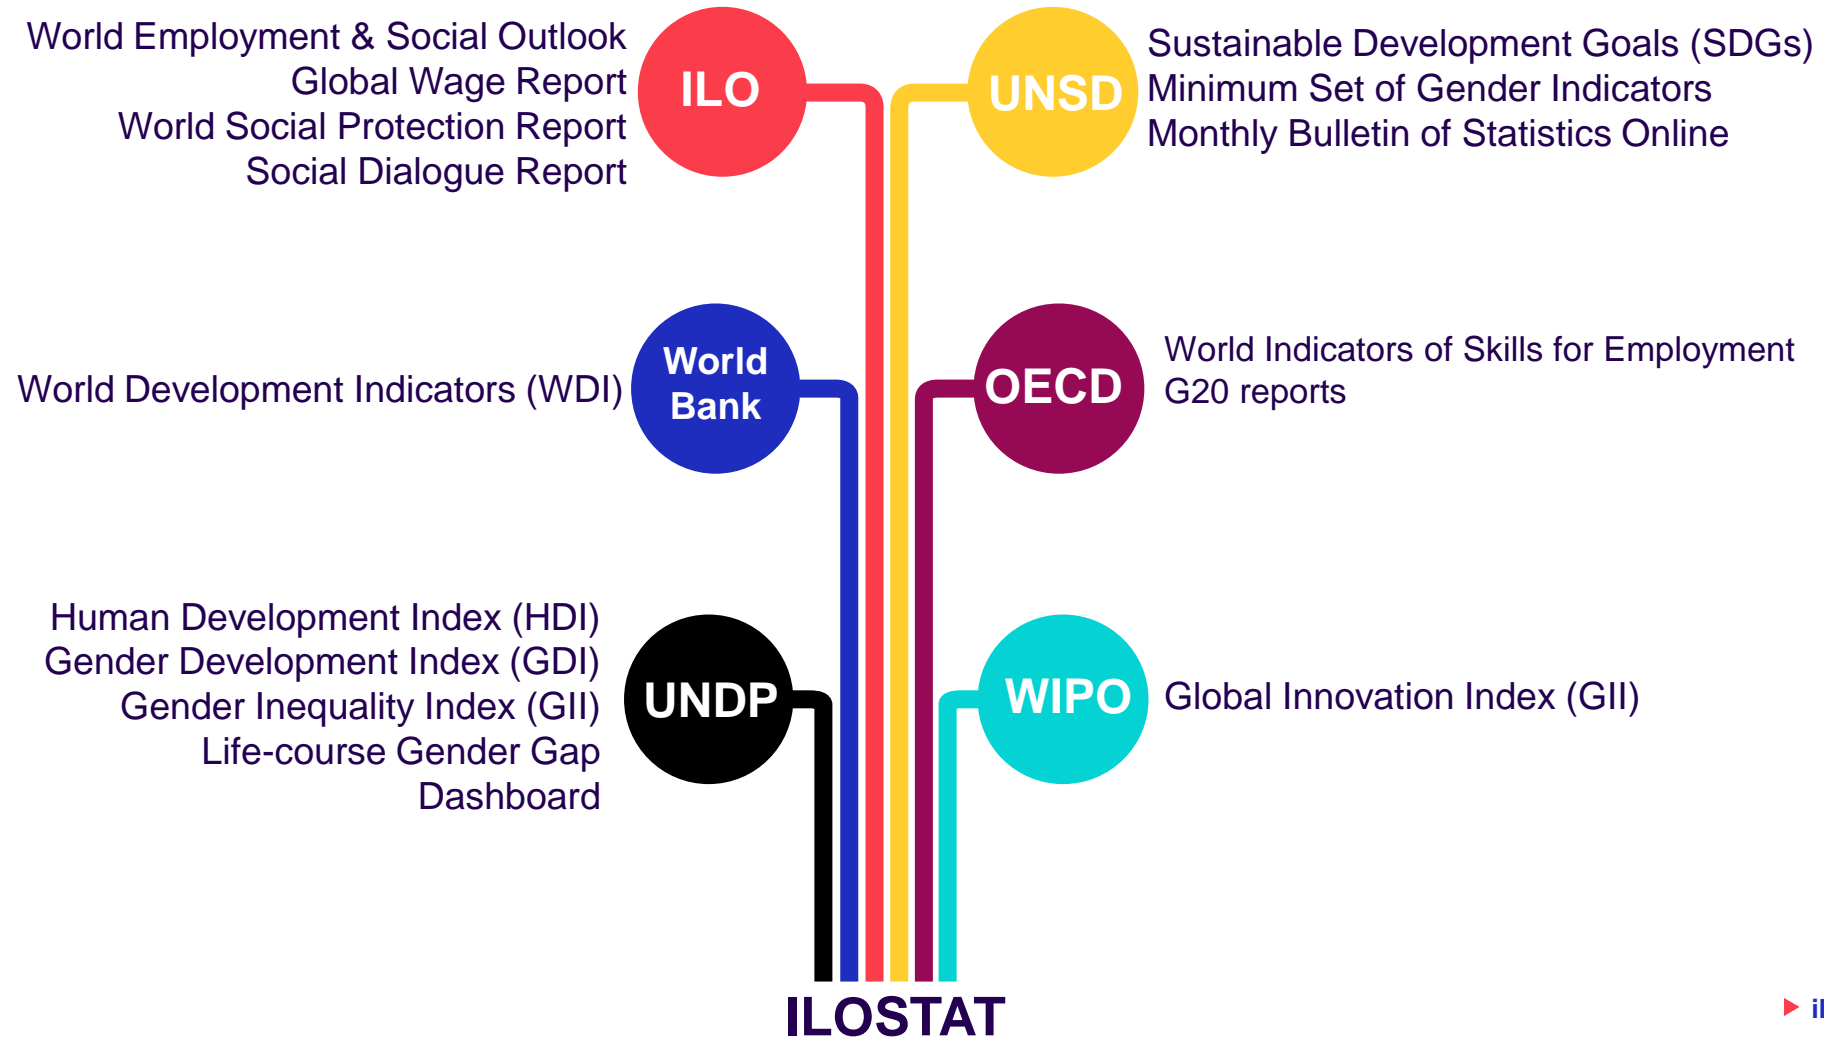 World Employment & Social Outlook
Global Wage Report
World Social Protection Report
Social Dialogue Report
ILO
UNSD
Sustainable Development Goals (SDGs)
Minimum Set of Gender Indicators
Monthly Bulletin of Statistics Online
World Development Indicators (WDI)
World
Bank
OECD
World Indicators of Skills for Employment
G20 reports
Human Development Index (HDI)
Gender Development Index (GDI)
Gender Inequality Index (GII)
Life-course Gender Gap
Dashboard
UNDP
WIPO
Global Innovation Index (GII)
ILOSTAT